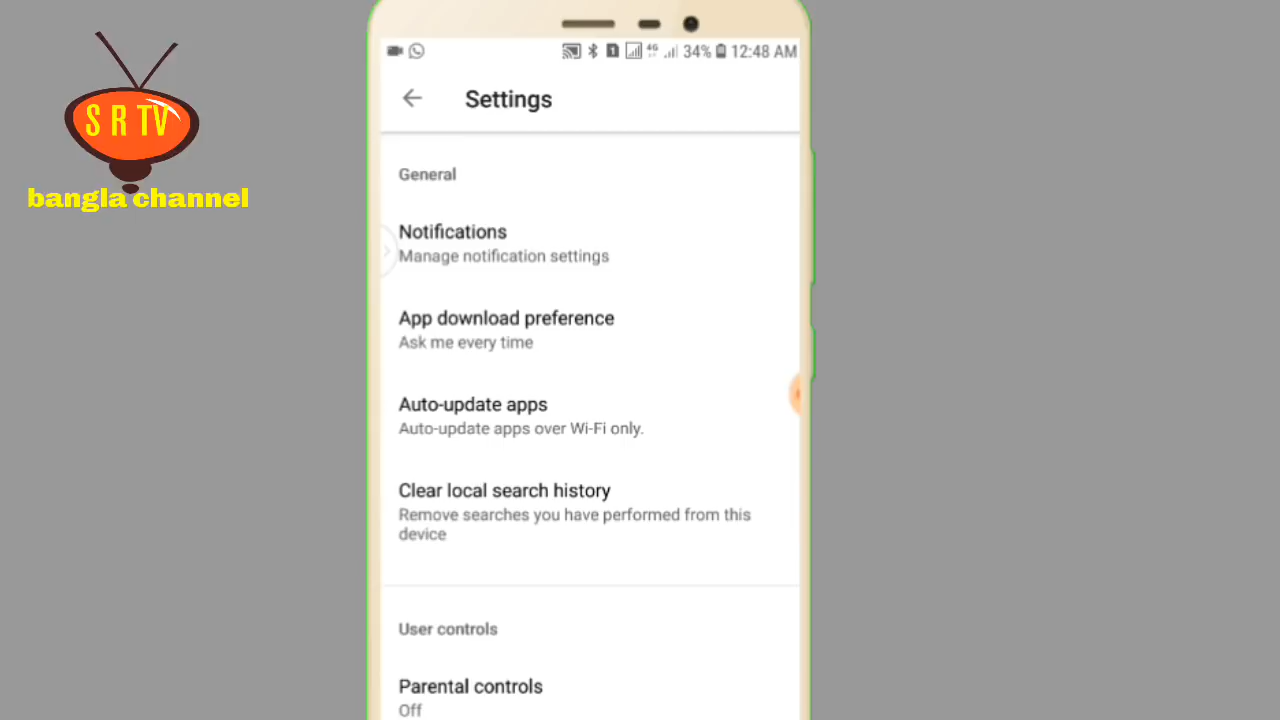 S R TV
bangla channel
4G
34%
12:48 AM
Settings
General
Notifications
Manage notification settings
App download preference
Ask me every time
Auto-update apps
Auto-update apps over Wi-Fi only.
Clear local search history
Remove searches you have performed from this
device
User controls
Parental controls
Off